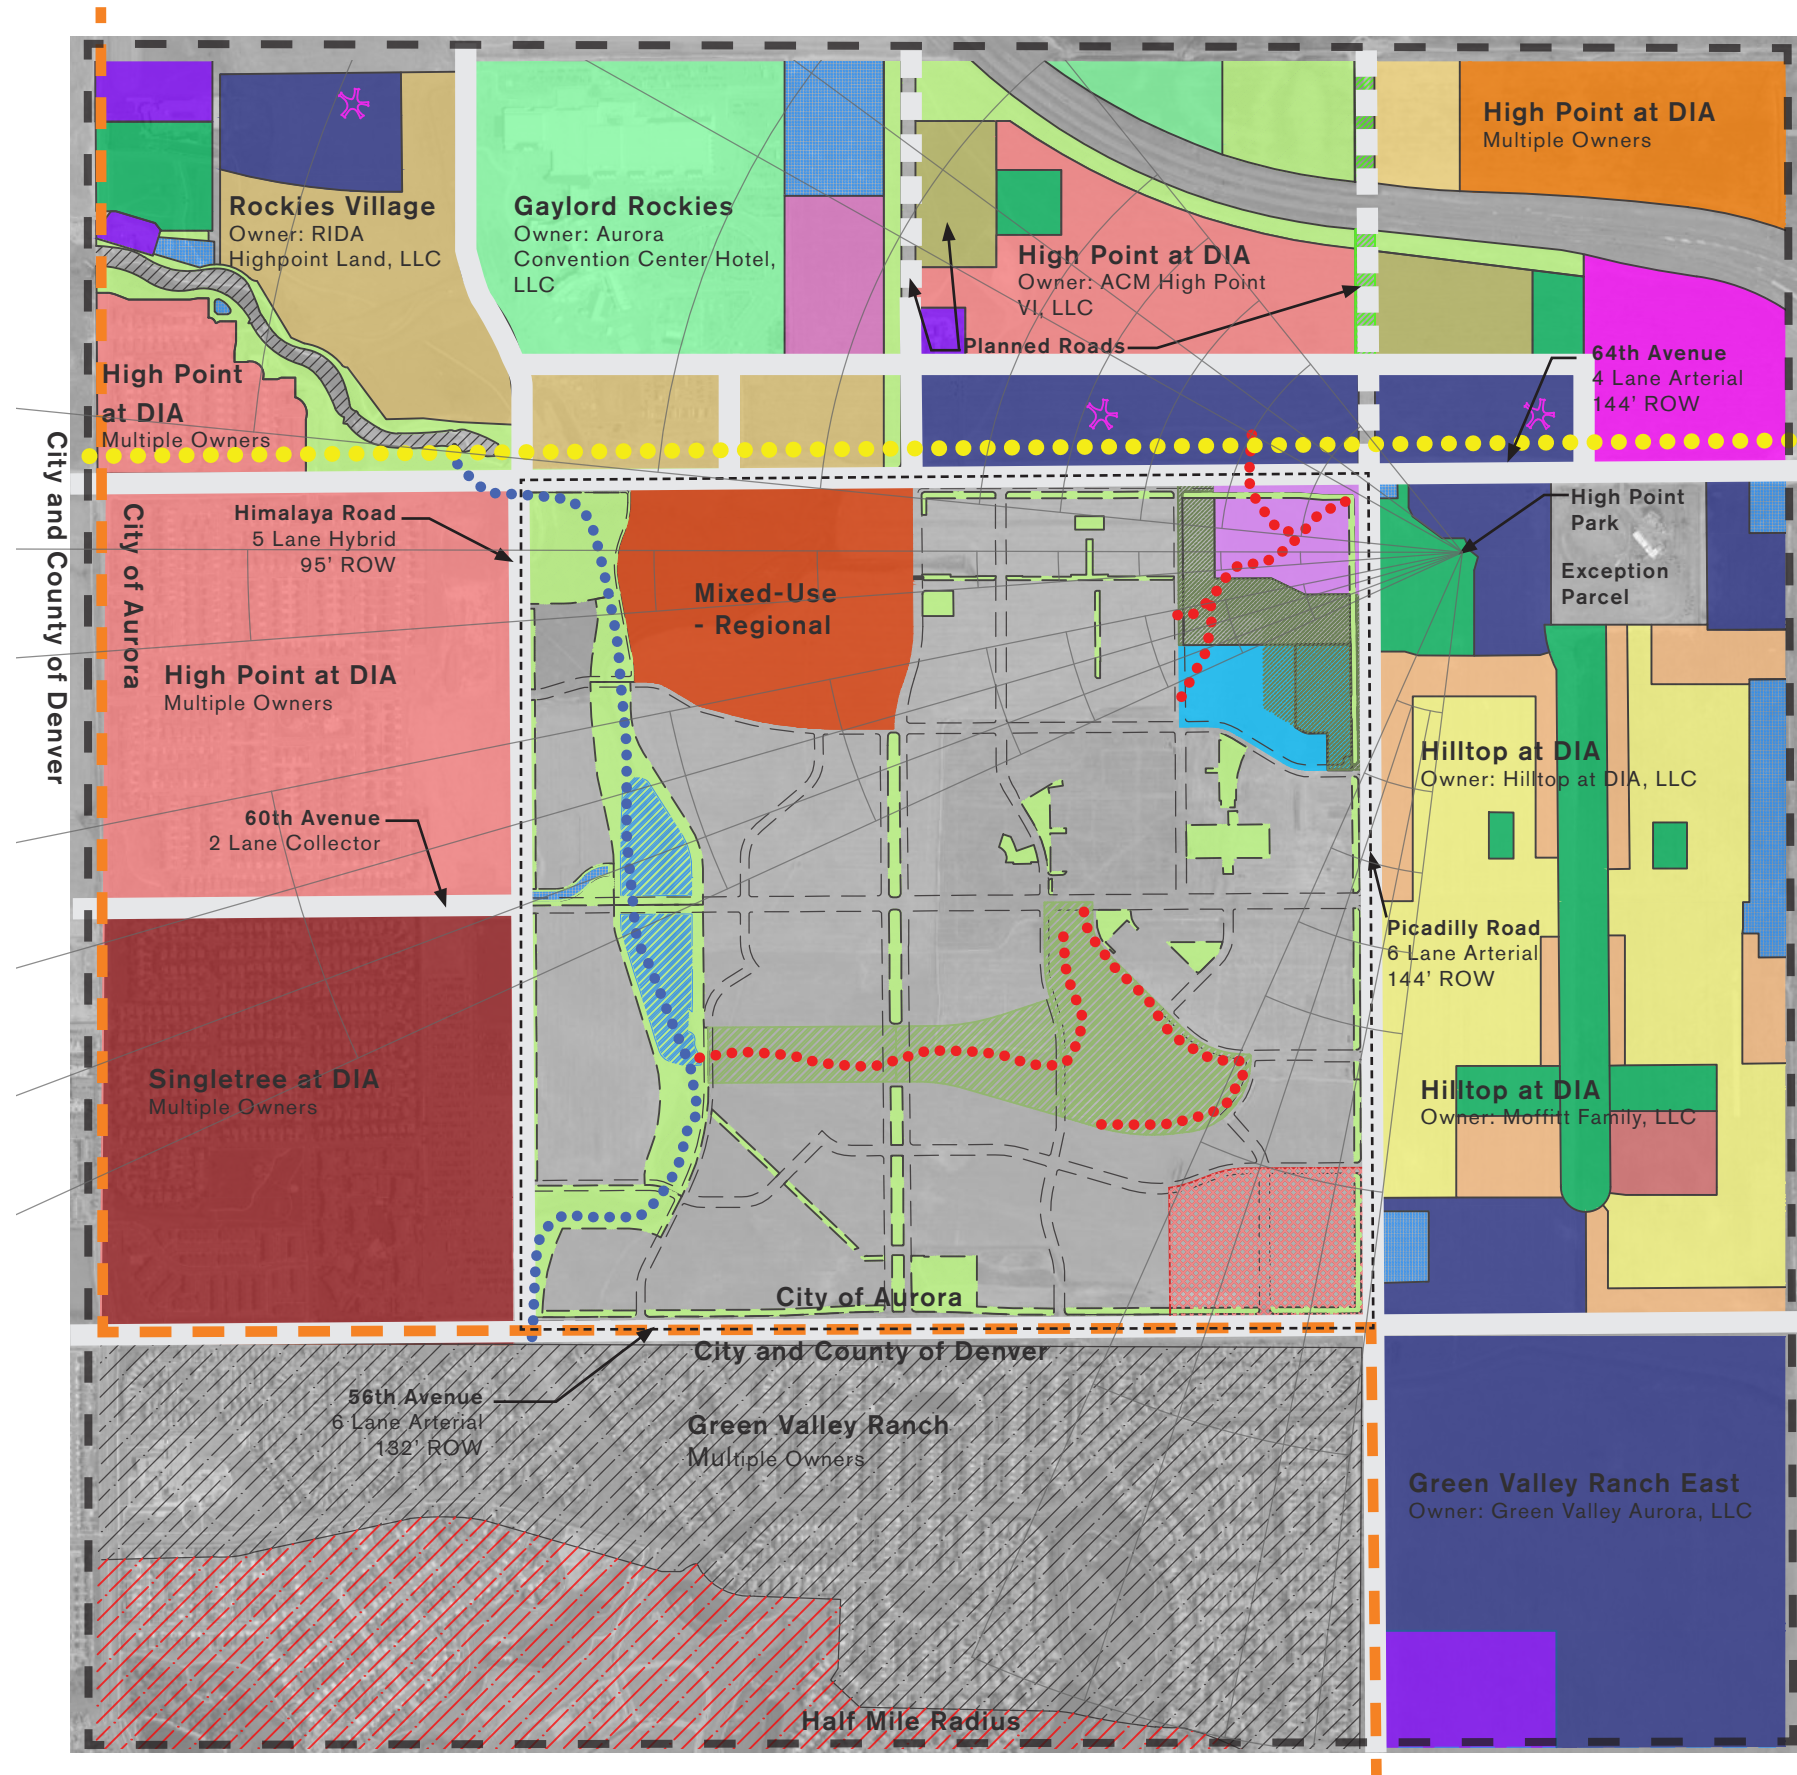 High Point at DIA
Multiple Owners
Rockies Village
Owner: RIDA
Highpoint Land, LLC
Gaylord Rockies
Owner: Aurora
Convention Center Hotel,
LLC
High Point at DIA
Owner: ACM High Point
VI, LLC
Planned Roads
64th Avenue
4 Lane Arterial
144' ROW
High Point
at DIA
Multiple Owners
City and County of Denver
City of Aurora
Himalaya Road
5 Lane Hybrid
95' ROW
High Point
Park
Exception
Parcel
Mixed-Use
- Regional
High Point at DIA
Multiple Owners
Hilltop at DIA
Owner: Hilltop at DIA, LLC
60th Avenue
2 Lane Collector
Picadilly Road
6 Lane Arterial
144' ROW
Singletree at DIA
Multiple Owners
Hilltop at DIA
Owner: Moffitt Family, LLC
City of Aurora
City and County of Denver
56th Avenue
6 Lane Arterial
132' ROW
Green Valley Ranch
Multiple Owners
Green Valley Ranch East
Owner: Green Valley Aurora, LLC
Half Mile Radius